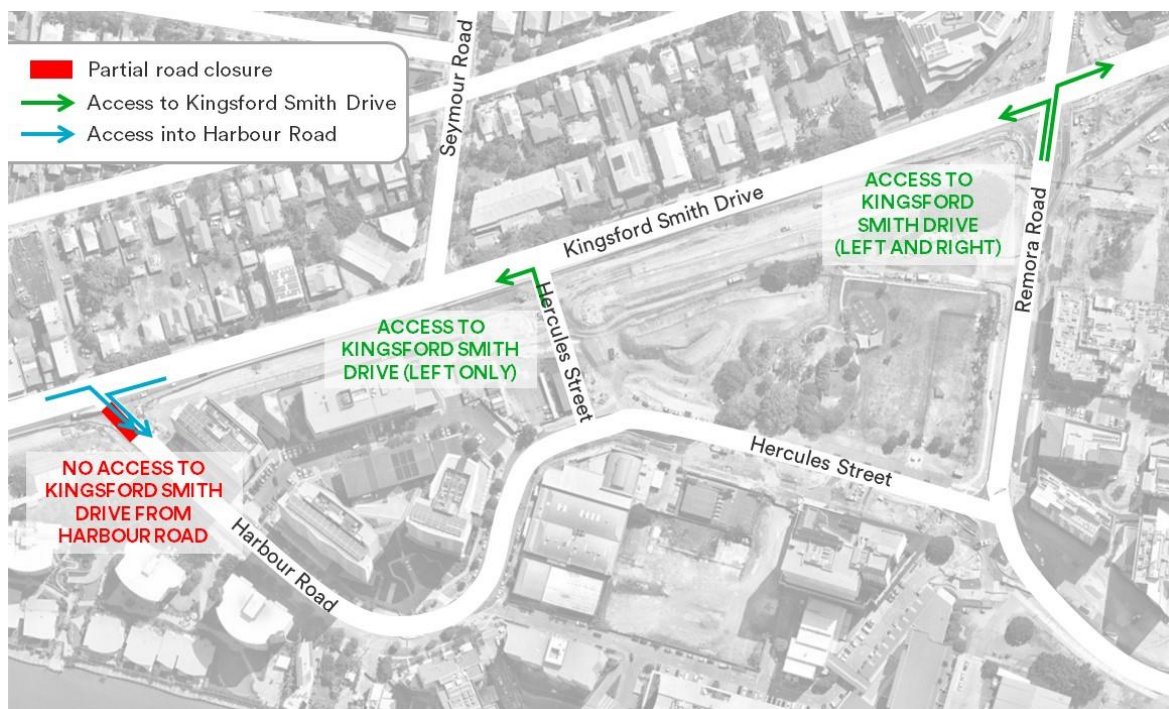 Partial road closure
Access to Kingsford Smith Drive
Access into Harbour Road
Seymour Road
Kingsford Smith Drive
ACCESS TO
KINGSFORD
SMITH DRIVE
(LEFT AND RIGHT)
Remora Road
Hercules Street
ACCESS TO
KINGSFORD SMITH
DRIVE (LEFT ONLY)
Hercules Street
NO ACCESS TO
KINGSFORD SMITH
DRIVE FROM
HARBOUR ROAD
Harbour Road